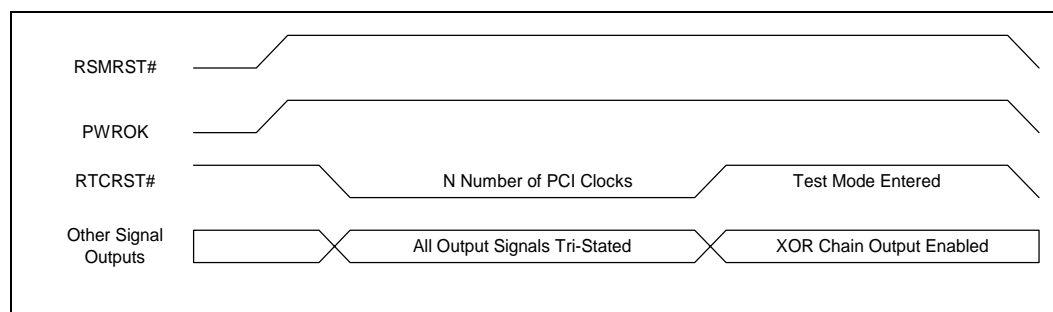 RSMRST#
PWROK
RTCRST#
N Number of PCI Clocks
Test Mode Entered
Other Signal
Outputs
All Output Signals Tri-Stated
XOR Chain Output Enabled